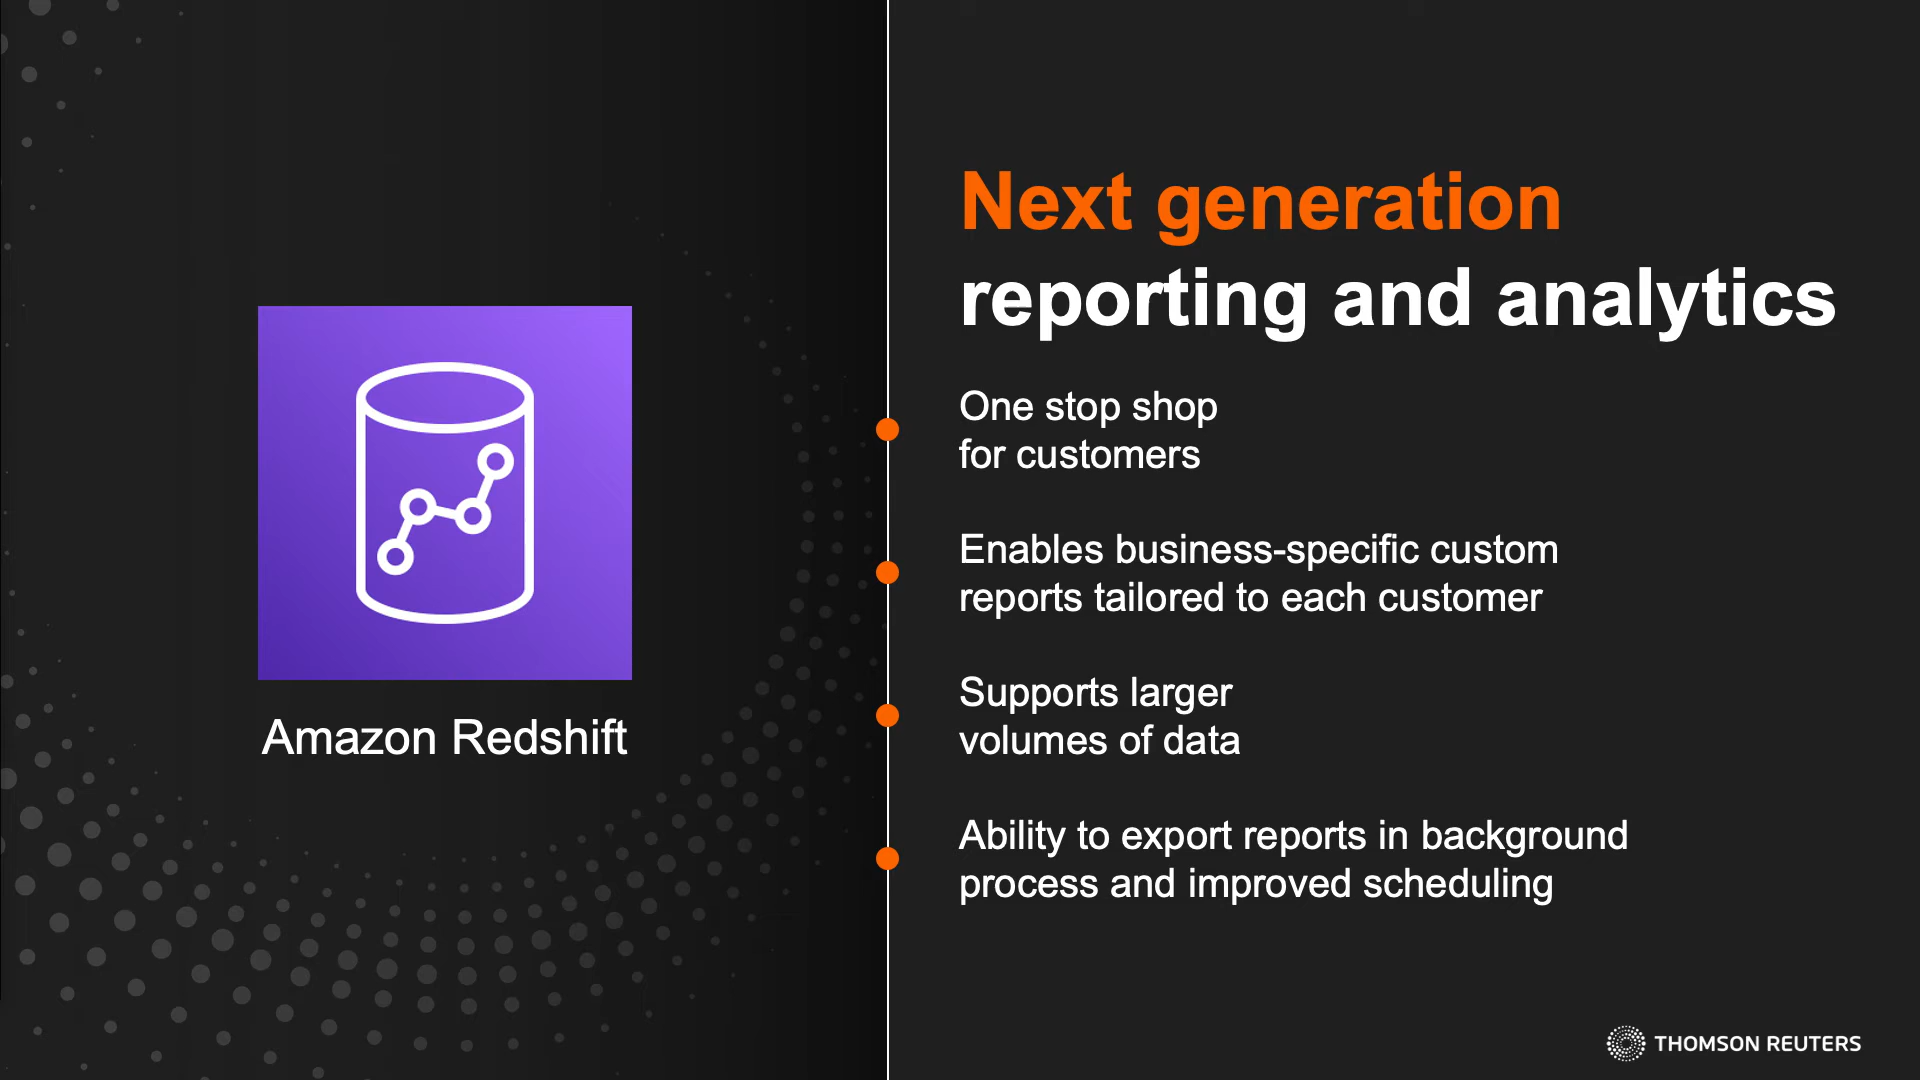 Amazon Redshift
Next generation
reporting and analytics
One stop shop
for customers
Enables business-specific custom
reports tailored to each customer
Supports larger
volumes of data
Ability to export reports in background
process and improved scheduling
THOMSON REUTERS